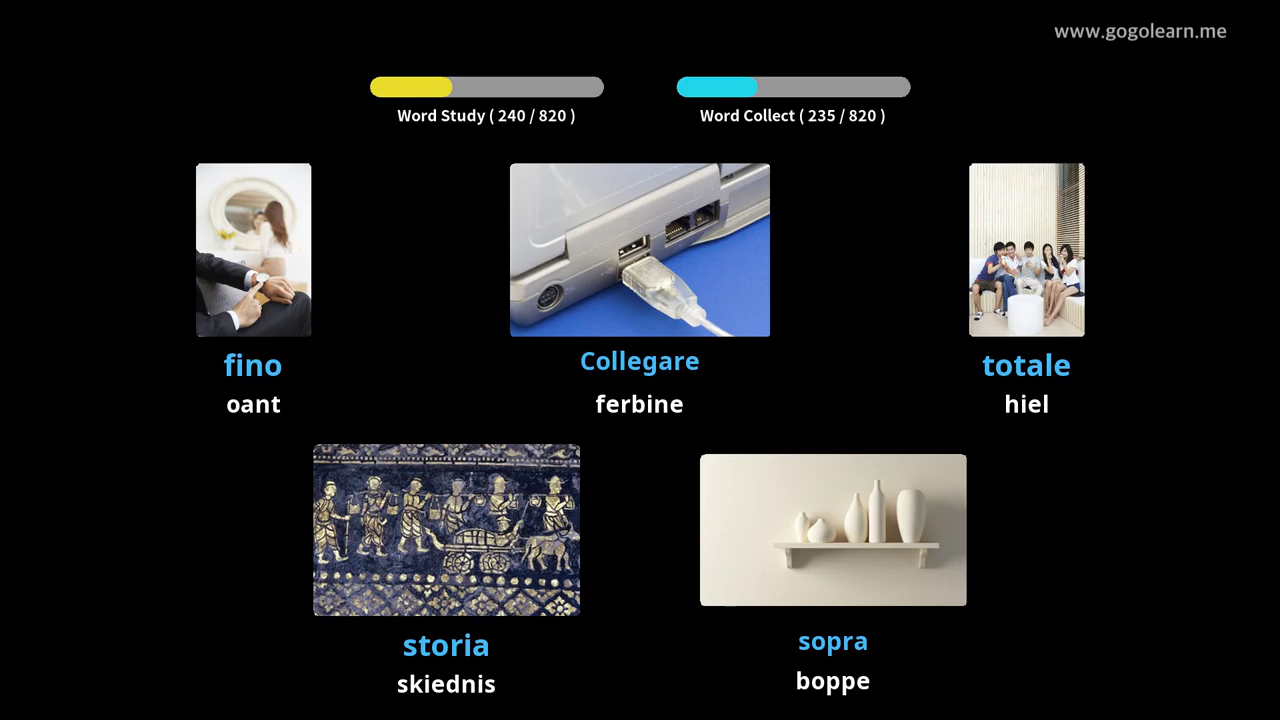 www.gogolearn.me
Word Study ( 240 / 820 )
Word Collect ( 235 / 820 )
fino
oant
Collegare
ferbine
totale
hiel
storia
skiednis
sopra
boppe